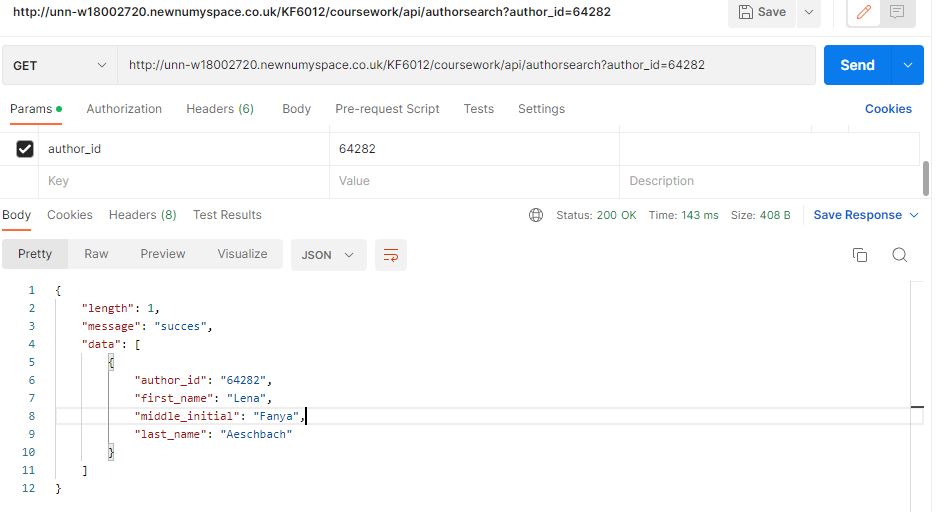 http://unn-w18002720.newnumyspace.co.uk/KF6012/coursework/api/authorsearch?author_id=64282 Save
GET http://unn-w18002720.newnumyspace.co.uk/KF6012/coursework/api/authorsearch?author_id=64282 Send
Params Authorization Headers (6) Body Pre-request Script Tests Settings Cookies
author_id 64282
Key Value Description
Body Cookies Headers (8) Test Results Status: 200 OK Time: 143 ms Size: 408 B Save Response
Pretty Raw Preview Visualize JSON
1 {
2 "length": 1,
3 "message": "succes",
4 "data": [
5 {
6 "author_id": "64282",
7 "first_name": "Lena",
8 "middle_initial": "Fanya",
9 "last_name": "Aeschbach"
10 }
11 ]
12 }